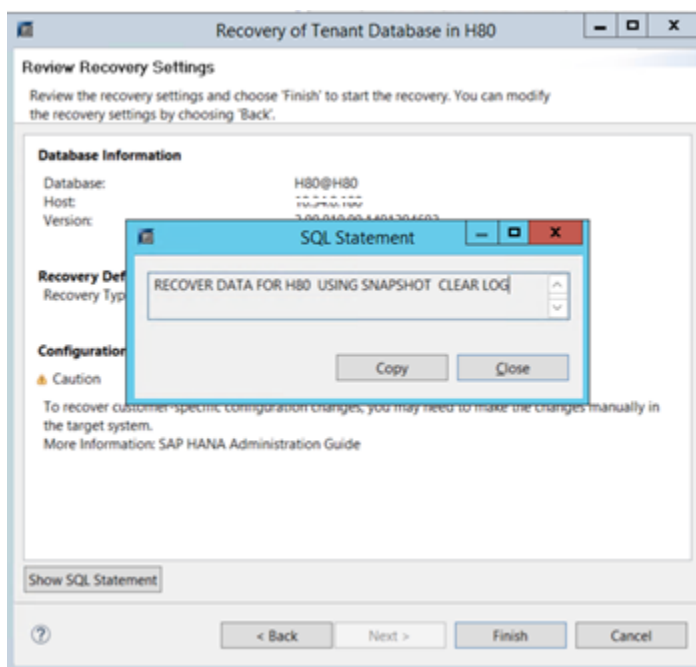 Recovery of Tenant Database in H80
Review Recovery Settings
Review the recovery settings and choose 'Finish' to start the recovery. You can modify
the recovery settings by choosing 'Back'.
Database Information
Database: H80@H80
Host:
Version:
SQL Statement
RECOVER DATA FOR H80 USING SNAPSHOT CLEAR LOG
Copy Close
Recovery Def
Recovery Typ
Configuration
Caution
To recover customer-specific configuration changes, you may need to make the changes manually in
the target system.
More Information: SAP HANA Administration Guide
Show SQL Statement
< Back Next > Finish Cancel